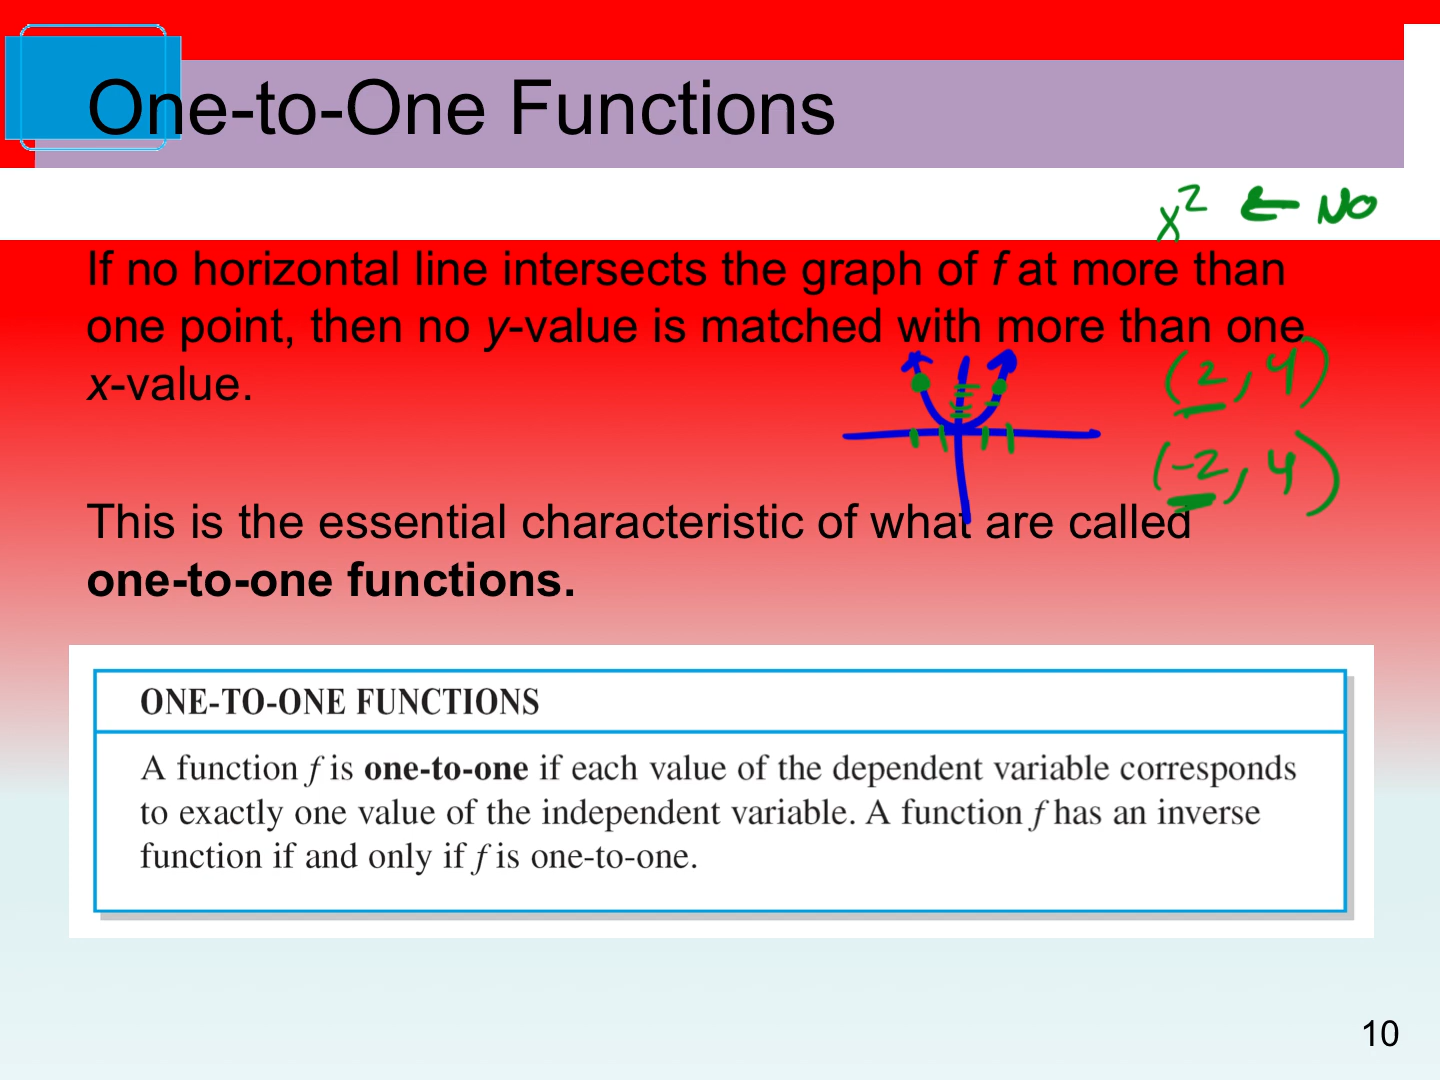 One-to-One Functions
x² ← NO
If no horizontal line intersects the graph of f at more than
one point, then no y-value is matched with more than one
x-value.
(2, 4)
(-2, 4)
This is the essential characteristic of what are called
one-to-one functions.
ONE-TO-ONE FUNCTIONS
A function f is one-to-one if each value of the dependent variable corresponds
to exactly one value of the independent variable. A function f has an inverse
function if and only if f is one-to-one.
10